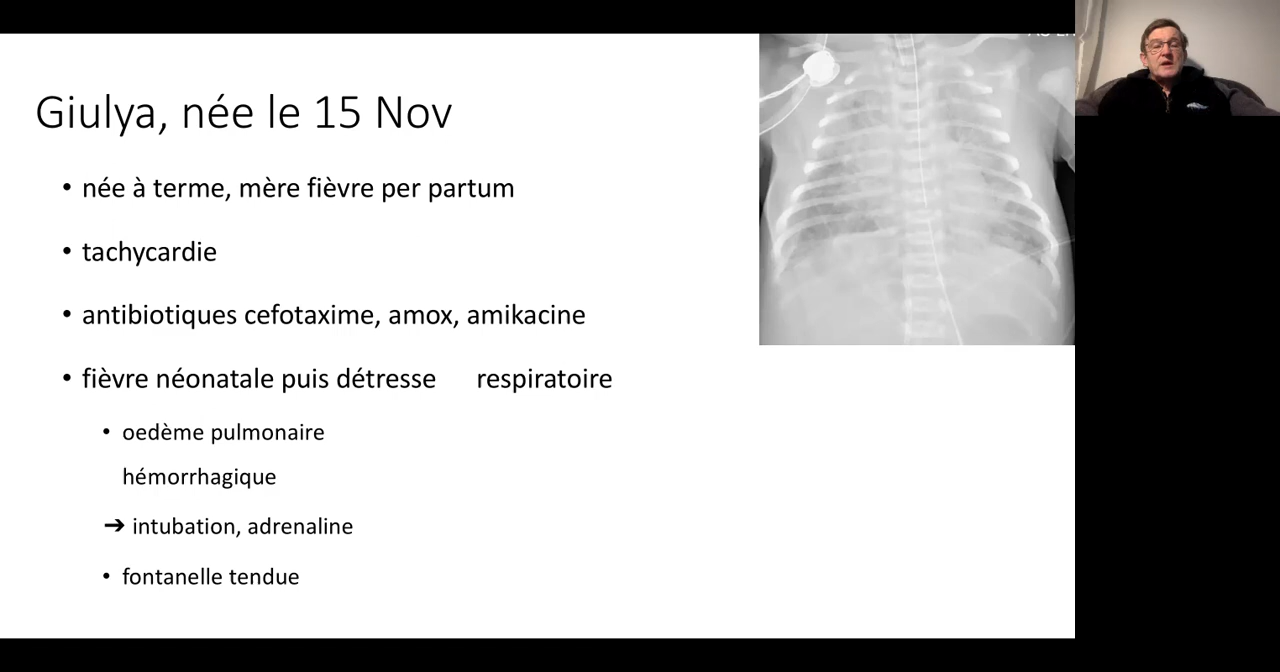 Giulya, née le 15 Nov
• née à terme, mère fièvre per partum
• tachycardie
• antibiotiques cefotaxime, amox, amikacine
• fièvre néonatale puis détresse respiratoire
• oedème pulmonaire
hémorrhagique
➔ intubation, adrenaline
• fontanelle tendue